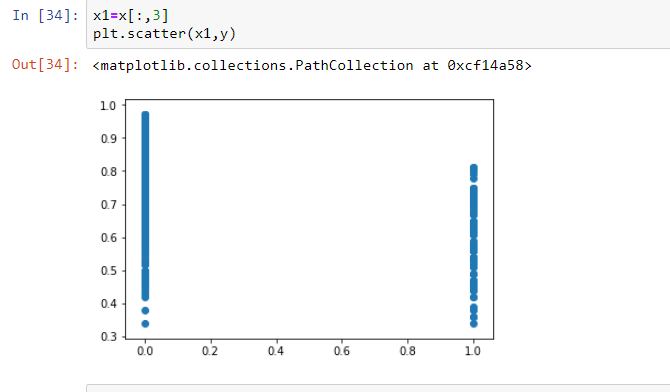 In [34]: x1=x[:,3]
plt.scatter(x1,y)
Out[34]: <matplotlib.collections.PathCollection at 0xcf14a58>
1.0
0.9
0.8
0.7
0.6
0.5
0.4
0.3
0.0 0.2 0.4 0.6 0.8 1.0